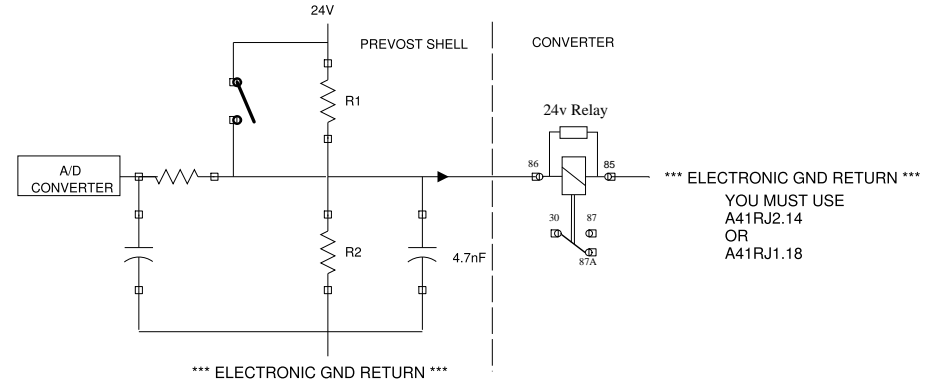 24V
PREVOST SHELL
CONVERTER
R1
24v Relay
A/D
CONVERTER
86
85
*** ELECTRONIC GND RETURN ***
YOU MUST USE
A41RJ2.14
OR
A41RJ1.18
30
87
87A
R2
4.7nF
*** ELECTRONIC GND RETURN ***